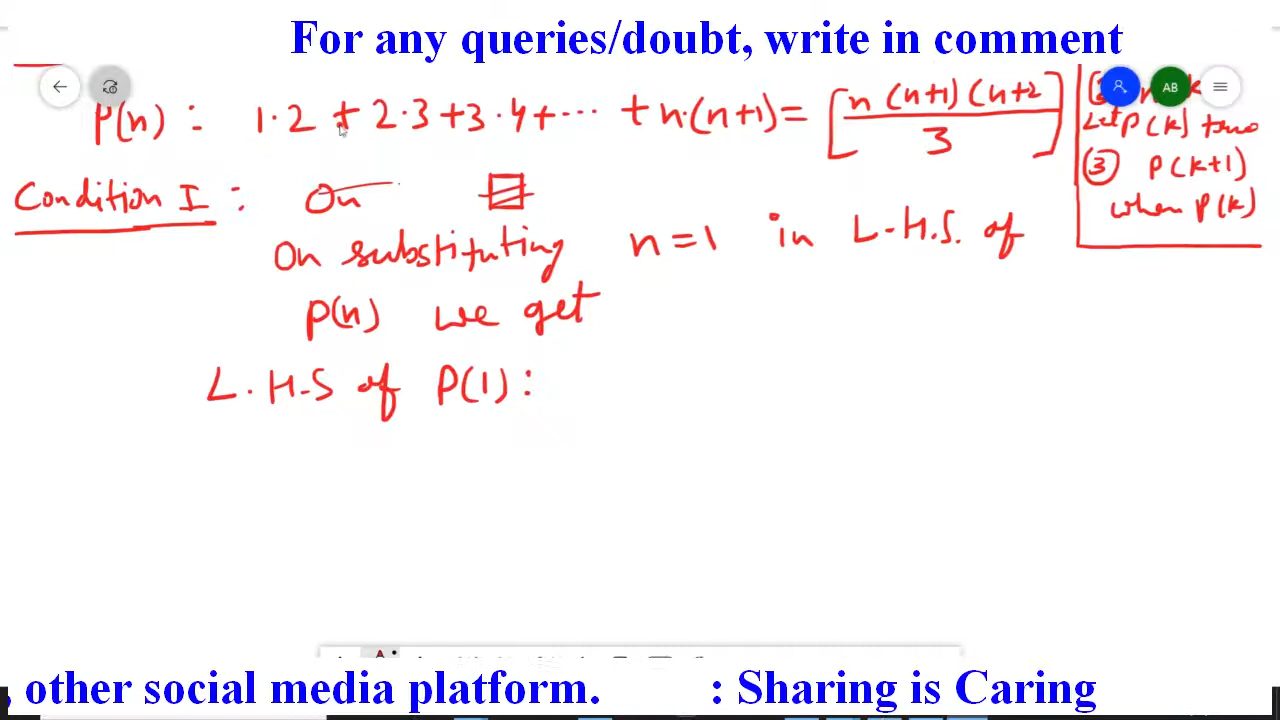 For any queries/doubt, write in comment
P(n) : 1·2 + 2·3 + 3·4 + ··· + n·(n+1) = [n (n+1) (n+2 / 3]
Let P(k) true
③ P(k+1)
when P(k)
Condition I : On
On substituting n=1 in L.H.S. of
P(n) we get
L.H.S of P(1) :
AB
, other social media platform. : Sharing is Caring